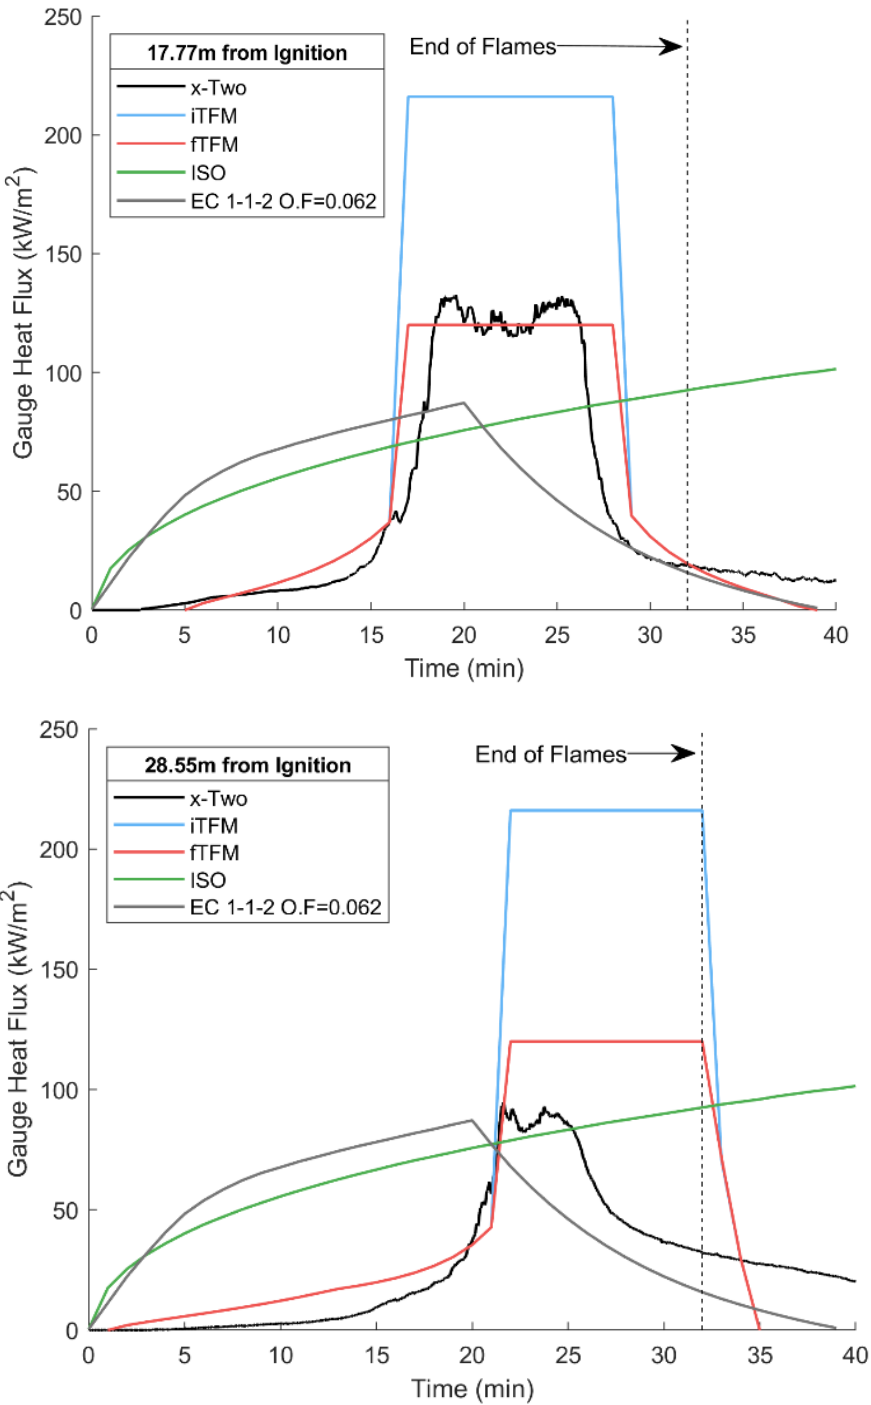 250
200
150
100
50
0
Gauge Heat Flux (kW/m2)
17.77m from Ignition
x-Two
iTFM
fTFM
ISO
EC 1-1-2 O.F=0.062
End of Flames
0 5 10 15 20 25 30 35 40
Time (min)
250
200
150
100
50
0
Gauge Heat Flux (kW/m2)
28.55m from Ignition
x-Two
iTFM
fTFM
ISO
EC 1-1-2 O.F=0.062
End of Flames
0 5 10 15 20 25 30 35 40
Time (min)